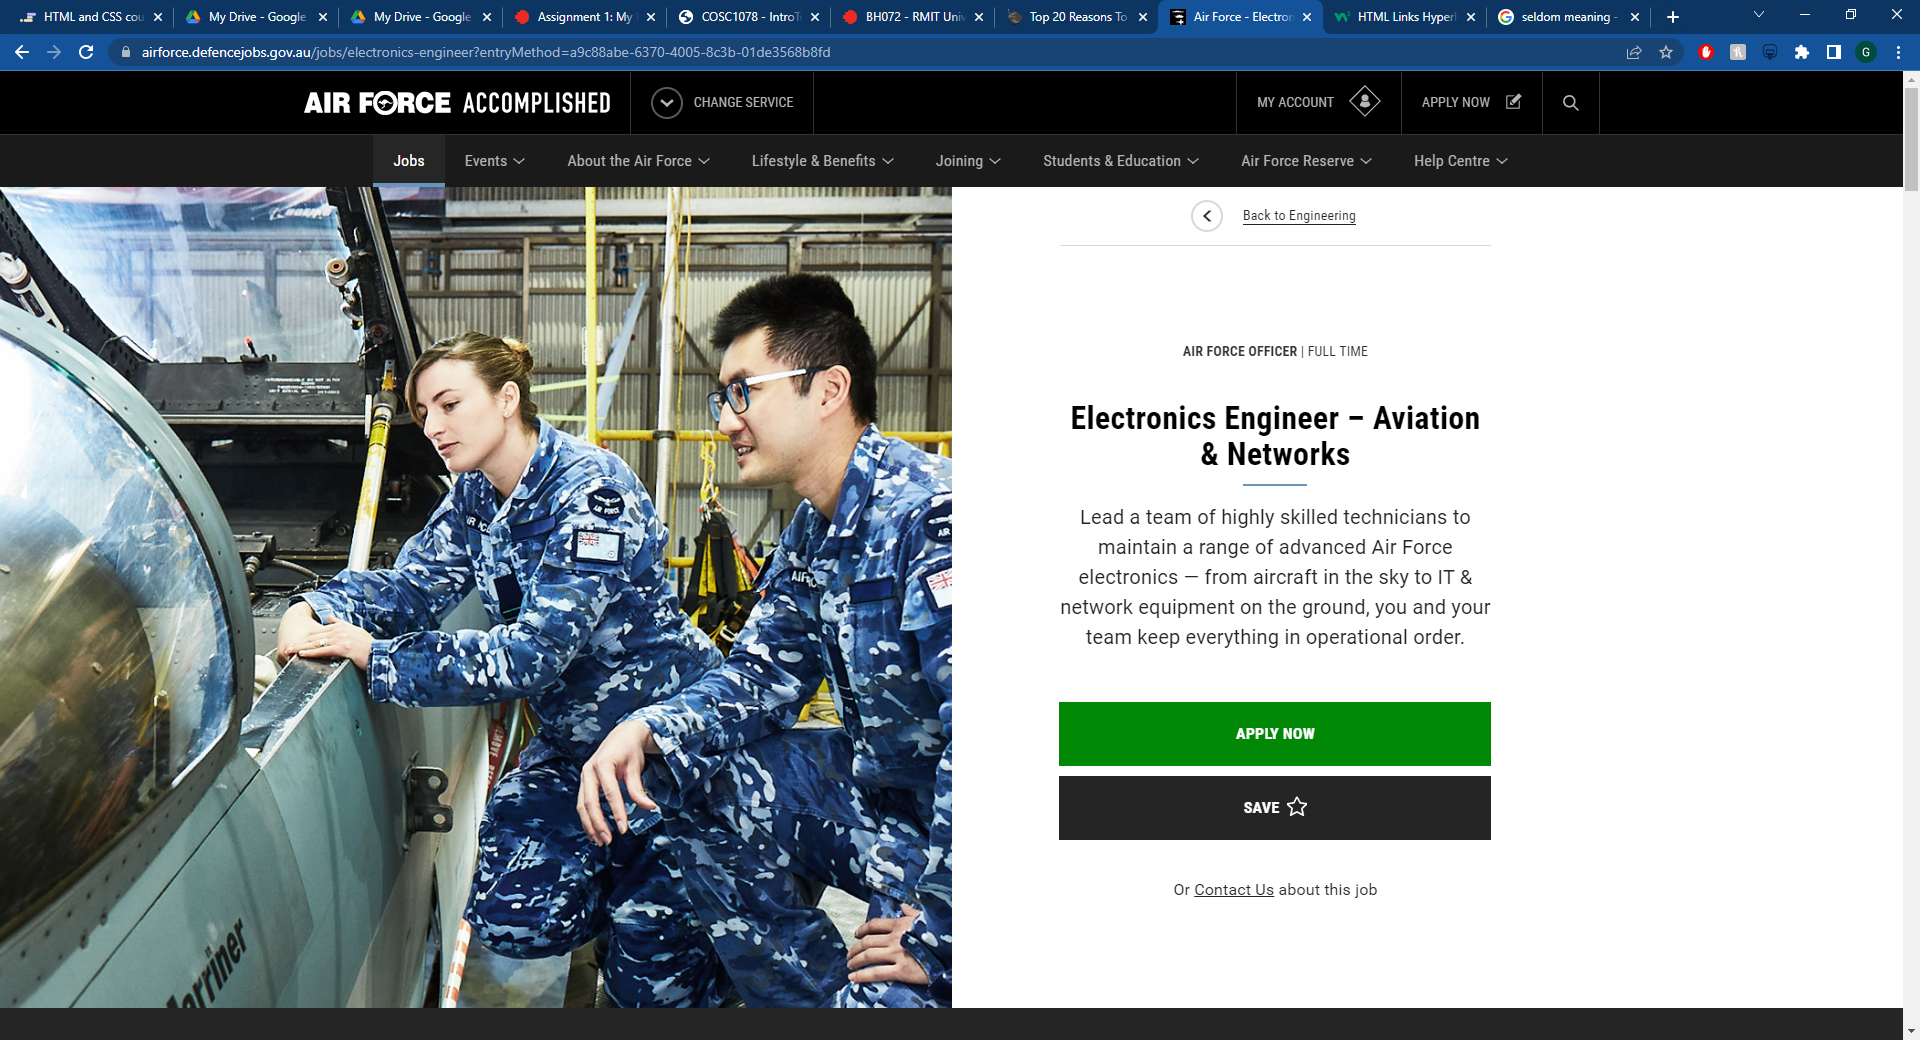 HTML and CSS cou
My Drive - Google
My Drive - Google
Assignment 1: My
COSC1078 - IntroT
BH072 - RMIT Univ
Top 20 Reasons To
Air Force - Electron
HTML Links Hyperl
seldom meaning -
airforce.defencejobs.gov.au/jobs/electronics-engineer?entryMethod=a9c88abe-6370-4005-8c3b-01de3568b8fd
G
AIR FORCE ACCOMPLISHED
CHANGE SERVICE
MY ACCOUNT
APPLY NOW
Jobs
Events
About the Air Force
Lifestyle & Benefits
Joining
Students & Education
Air Force Reserve
Help Centre
Back to Engineering
AIR FORCE OFFICER | FULL TIME
Electronics Engineer – Aviation
& Networks
Lead a team of highly skilled technicians to
maintain a range of advanced Air Force
electronics — from aircraft in the sky to IT &
network equipment on the ground, you and your
team keep everything in operational order.
APPLY NOW
SAVE
Or Contact Us about this job
AIR FORCE
AIR